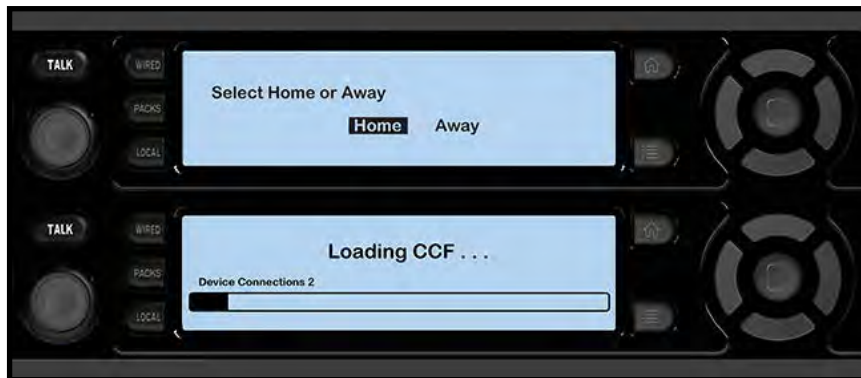 TALK
WIRED
PACKS
LOCAL
Select Home or Away
Home Away
TALK
WIRED
PACKS
LOCAL
Loading CCF . . .
Device Connections 2